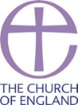 THE CHURCH
OF ENGLAND